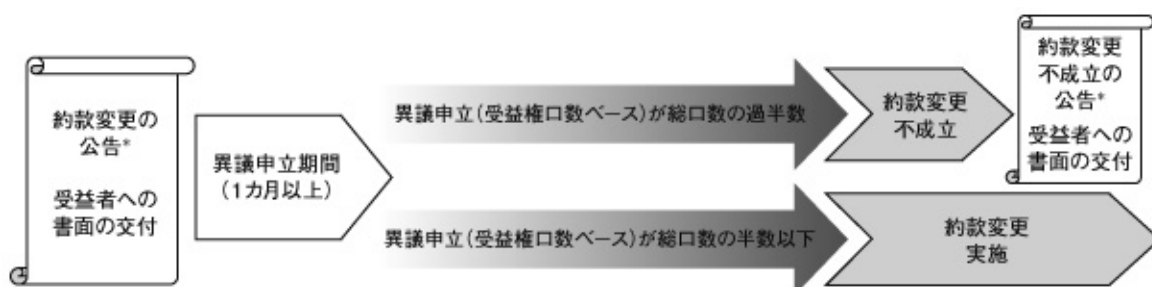 約款変更の
公告*
受益者への
書面の交付
異議申立期間
(1カ月以上)
異議申立(受益権口数ベース)が総口数の過半数
約款変更
不成立
約款変更
不成立の
公告*
受益者への
書面の交付
異議申立(受益権口数ベース)が総口数の半数以下
約款変更
実施